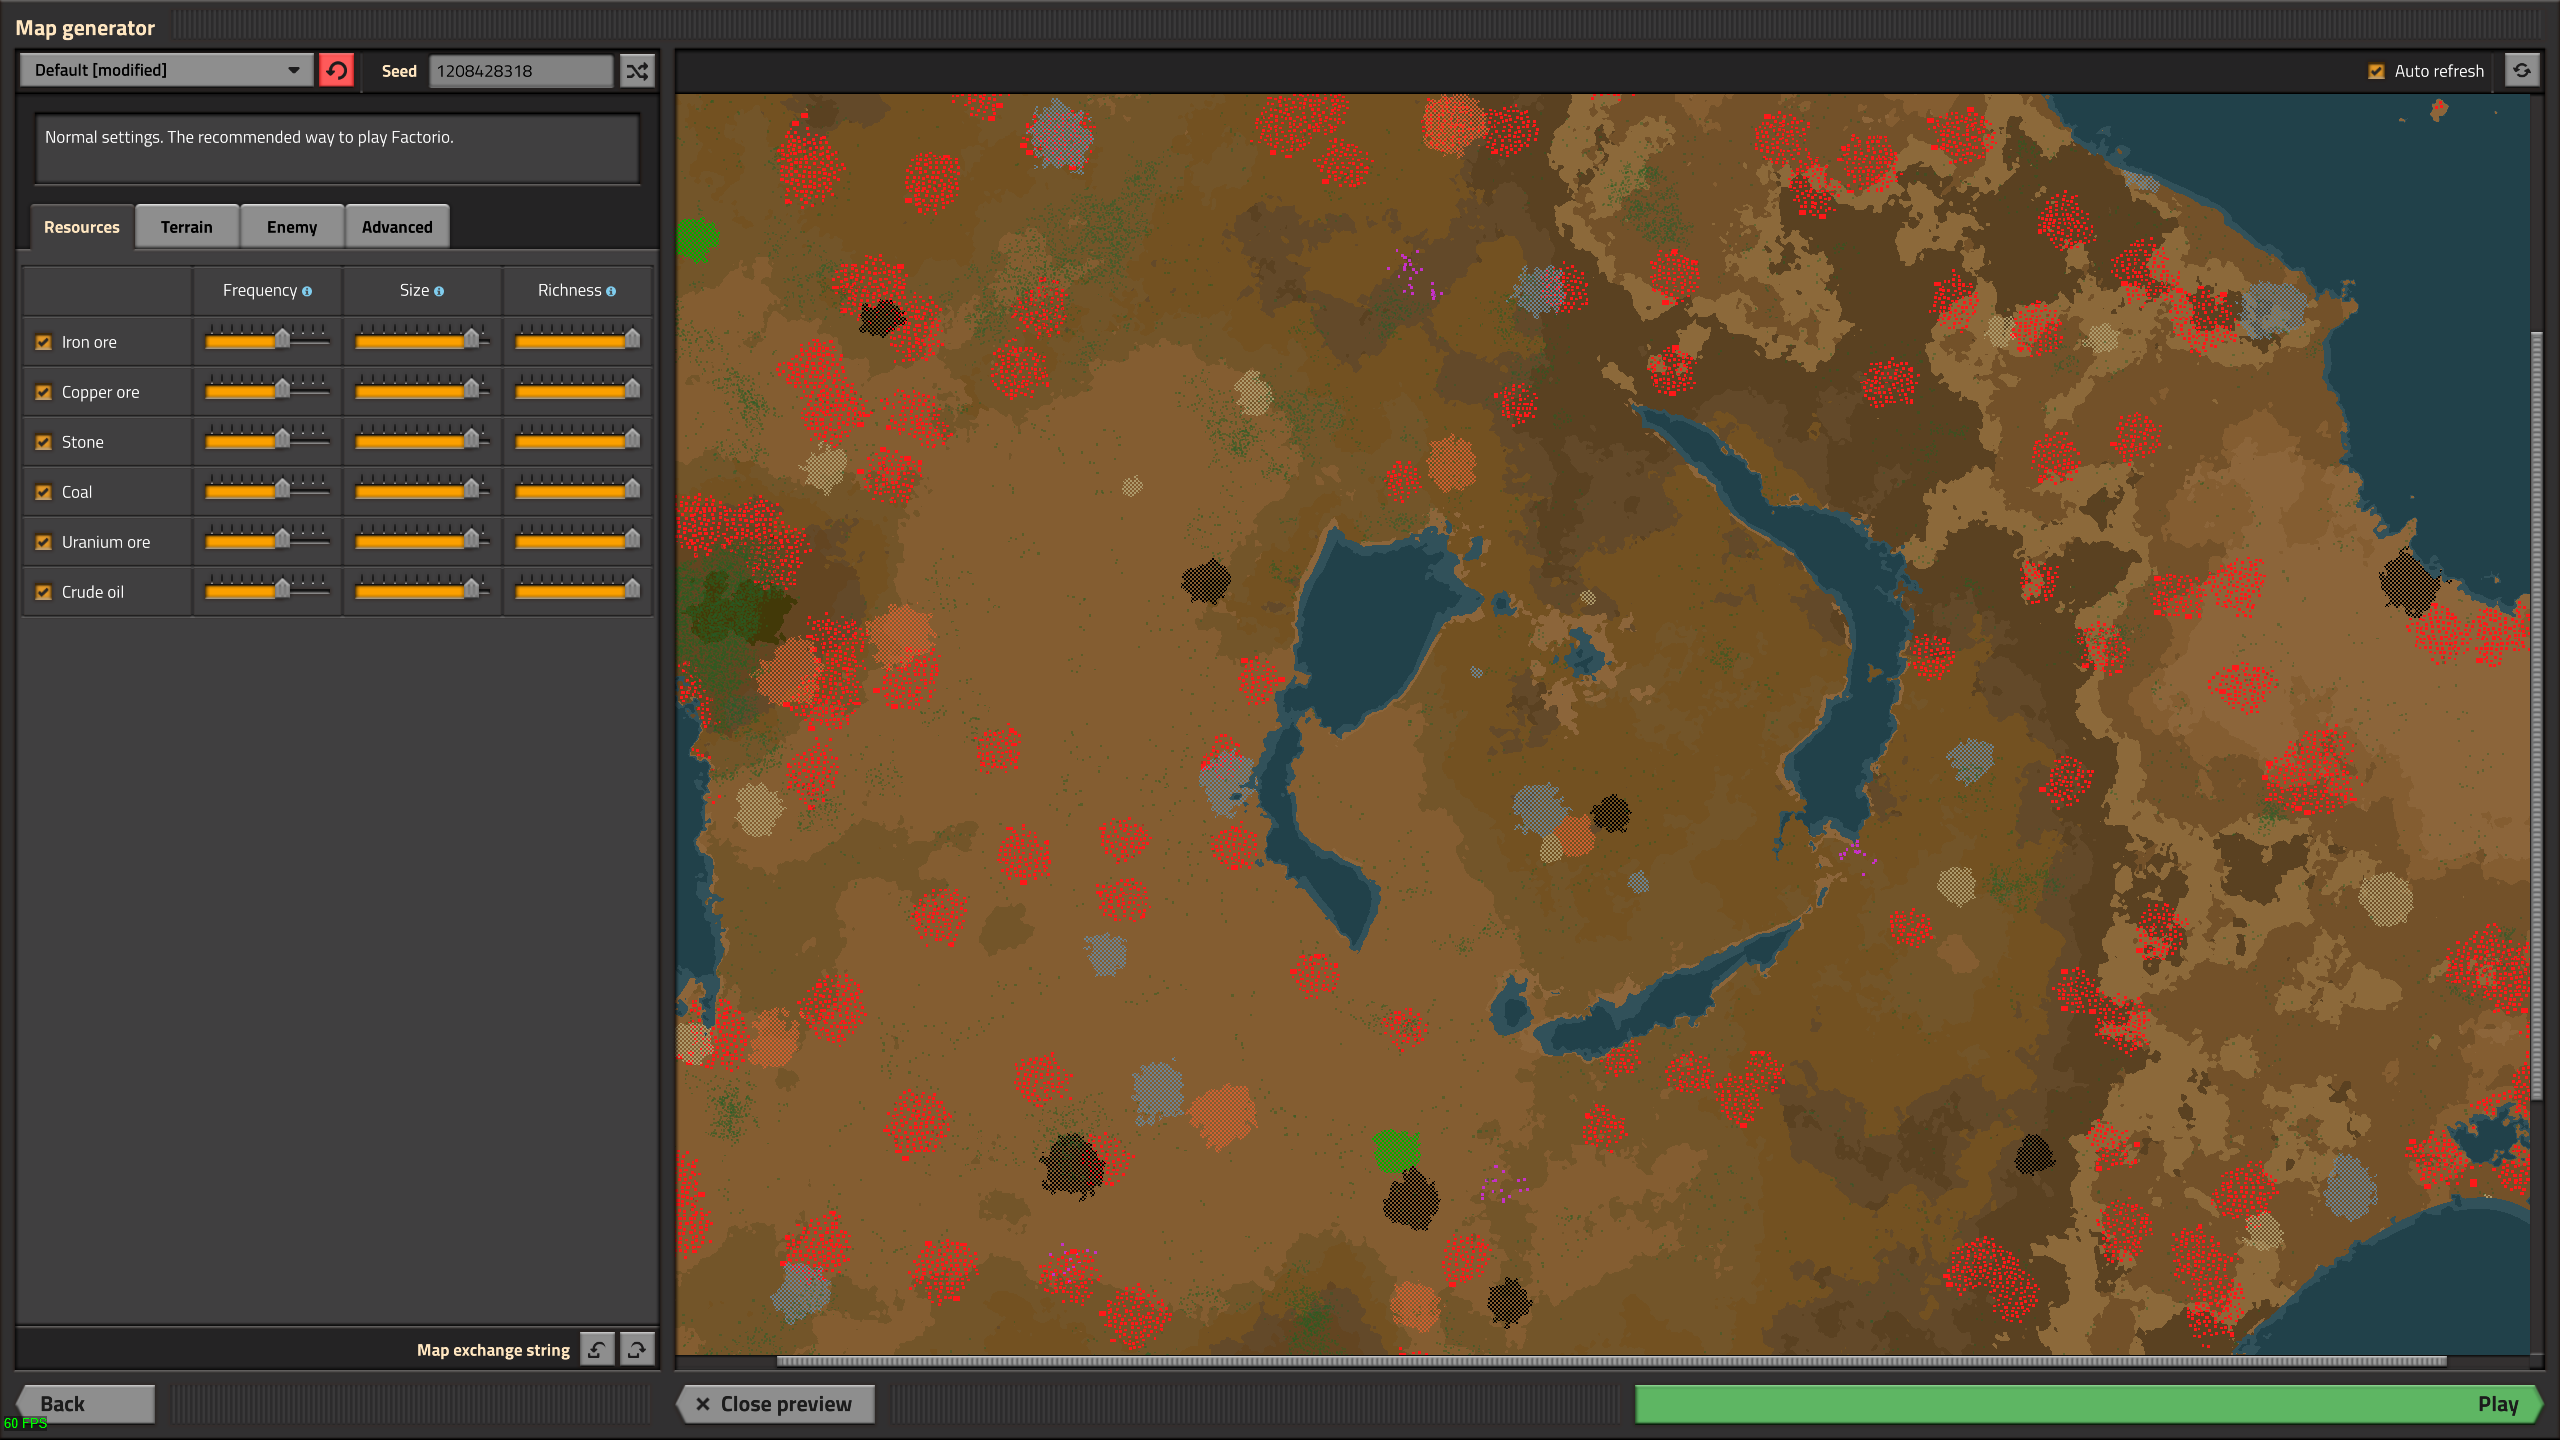 Map generator
Default [modified]
Seed
1208428318
Auto refresh
Normal settings. The recommended way to play Factorio.
Resources
Terrain
Enemy
Advanced
Frequency
Size
Richness
Iron ore
Copper ore
Stone
Coal
Uranium ore
Crude oil
Map exchange string
Back
Close preview
Play
60 FPS